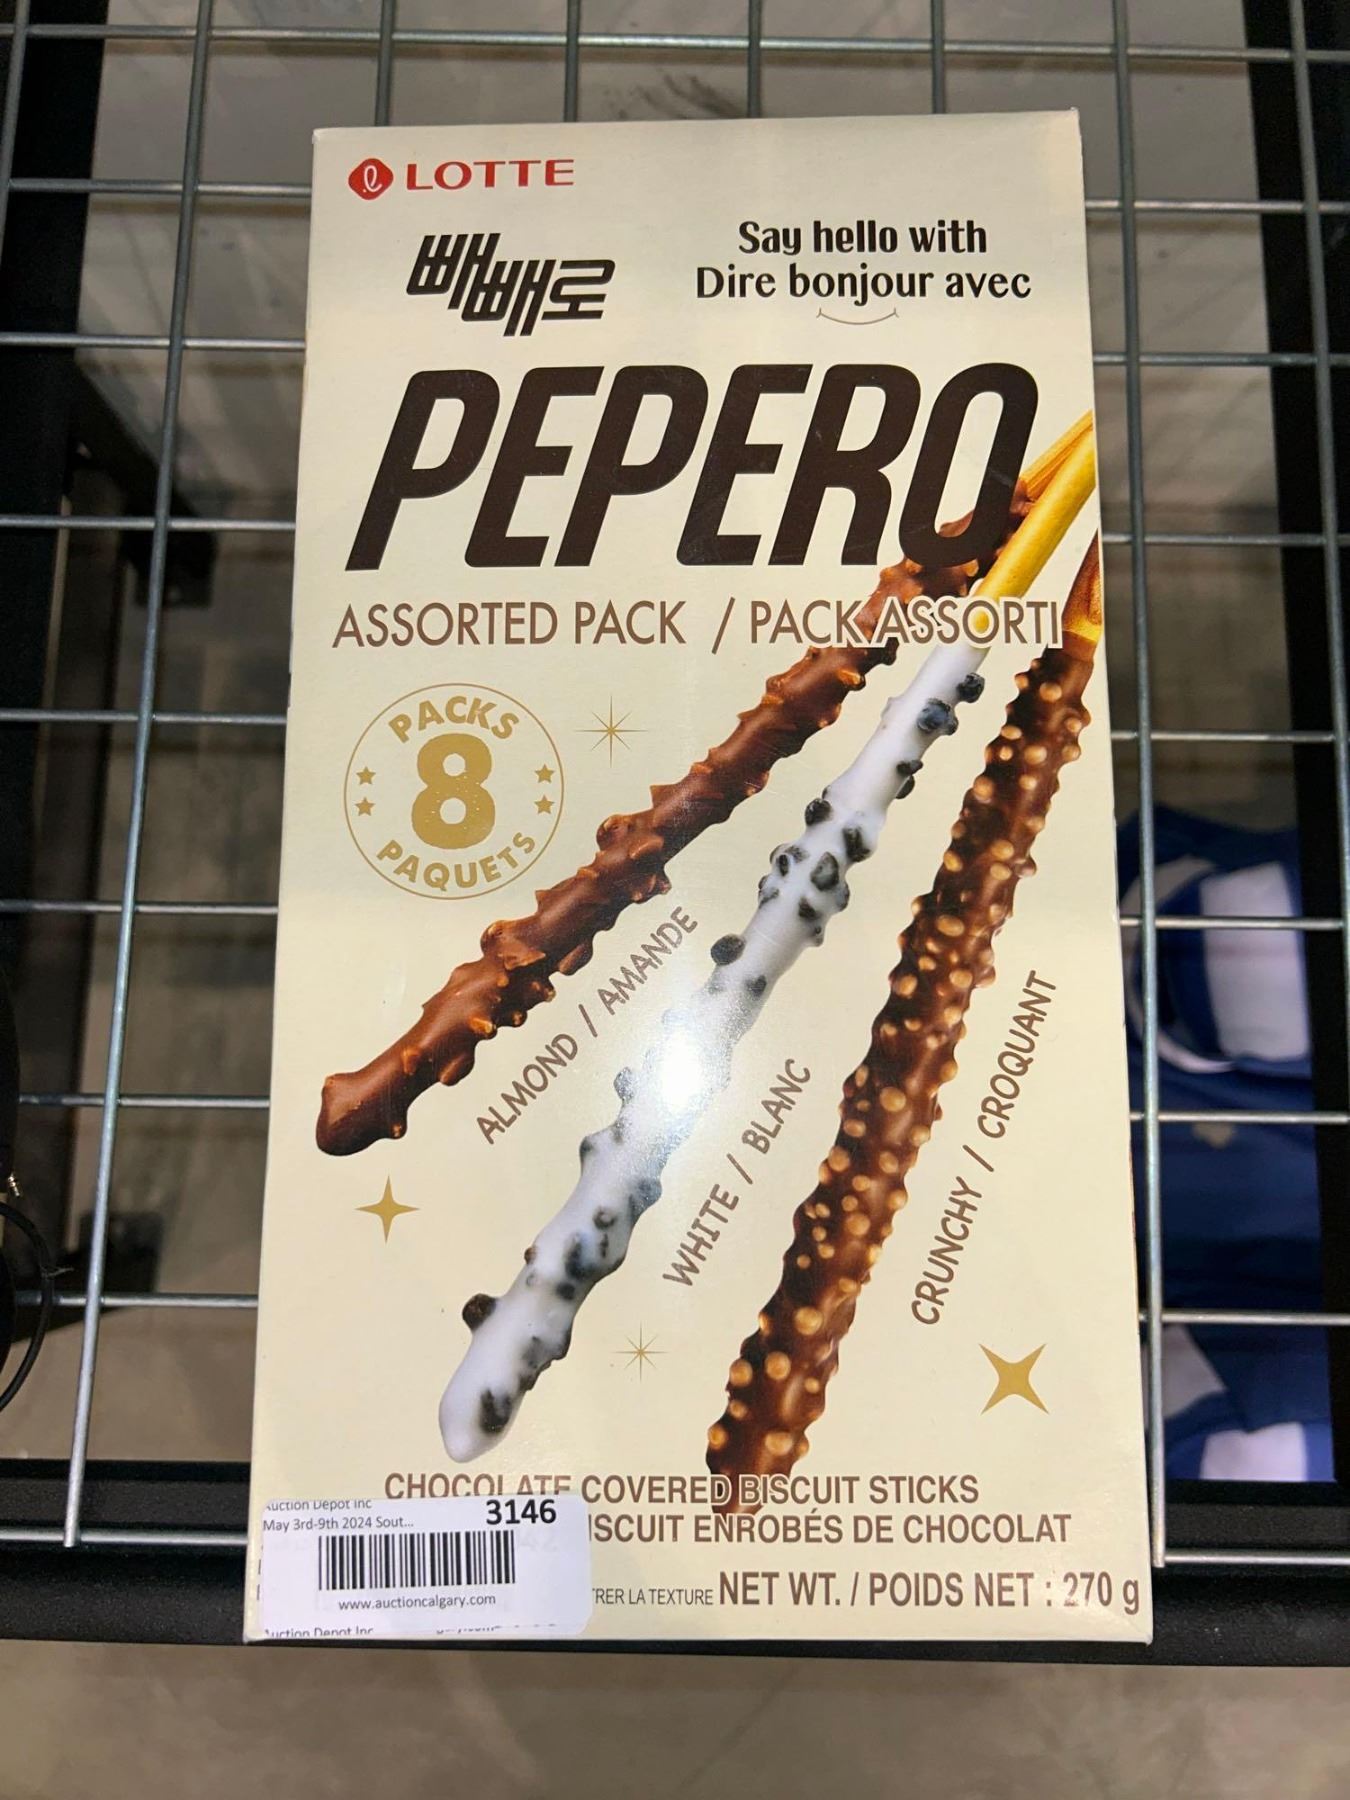 LOTTE
빼빼로
Say hello with
Dire bonjour avec
PEPERO
ASSORTED PACK / PACK ASSORTI
PACKS
8
PAQUETS
ALMOND / AMANDE
WHITE / BLANC
CRUNCHY / CROQUANT
CHOCOLATE COVERED BISCUIT STICKS
ISCUIT ENROBÉS DE CHOCOLAT
TRER LA TEXTURE NET WT. / POIDS NET : 270 g
Auction Depot Inc
3146
May 3rd-9th 2024 Sout...
www.auctioncalgary.com
Auction Depot Inc